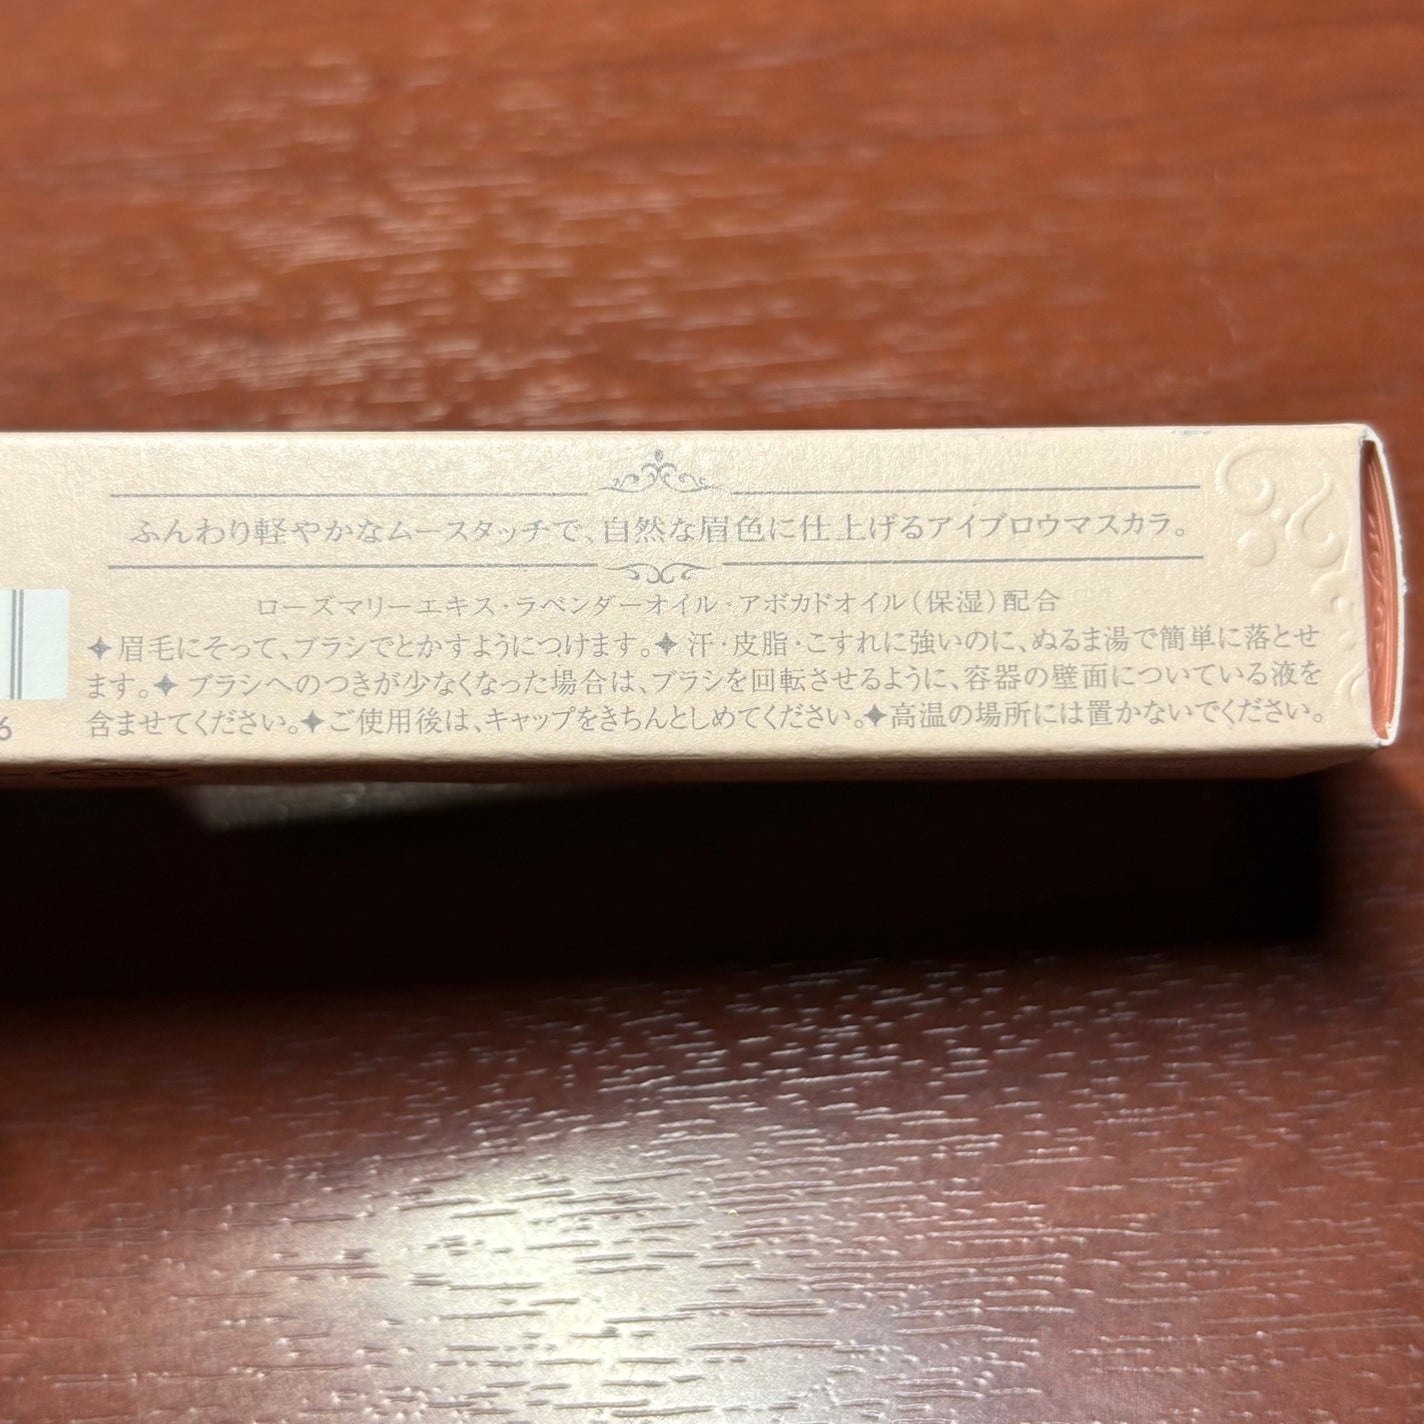 ふんわり軽やかなムースタッチで、自然な眉色に仕上げるアイブロウマスカラ。
ローズマリーエキス・ラベンダーオイル・アボカドオイル(保湿)配合
✦眉毛にそって、ブラシでとかすようにつけます。✦汗・皮脂・こすれに強いのに、ぬるま湯で簡単に落とせ
ます。✦ブラシへのつきが少なくなった場合は、ブラシを回転させるように、容器の壁面についている液を
含ませてください。✦ご使用後は、キャップをきちんとしめてください。✦高温の場所には置かないでください。
6